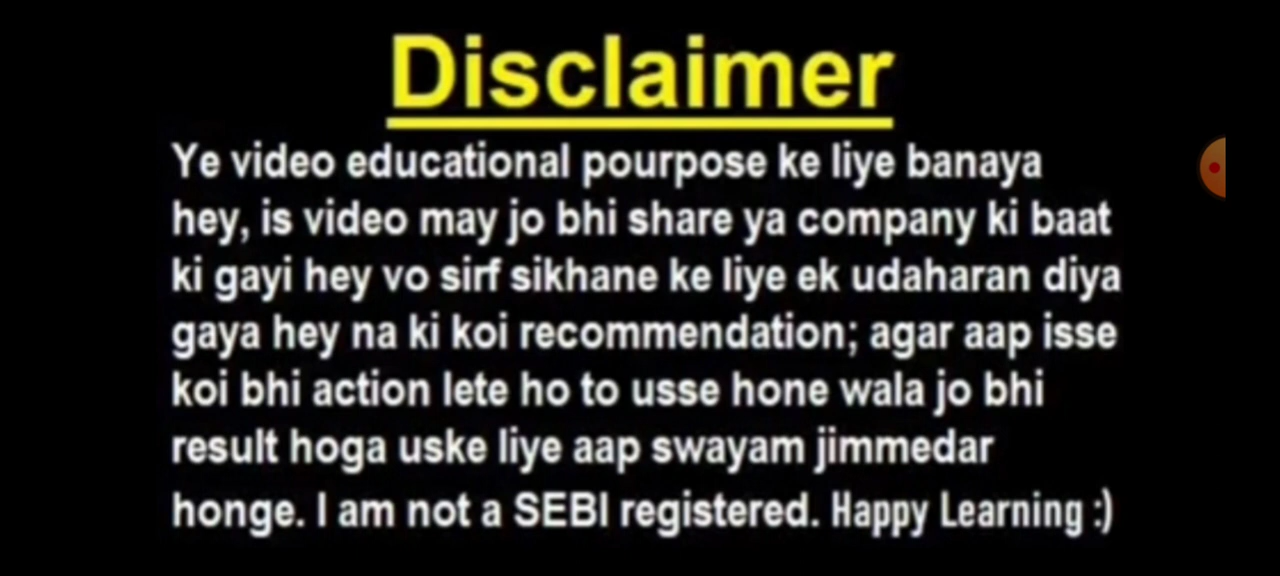 Disclaimer
Ye video educational pourpose ke liye banaya
hey, is video may jo bhi share ya company ki baat
ki gayi hey vo sirf sikhane ke liye ek udaharan diya
gaya hey na ki koi recommendation; agar aap isse
koi bhi action lete ho to usse hone wala jo bhi
result hoga uske liye aap swayam jimmedar
honge. I am not a SEBI registered. Happy Learning :)